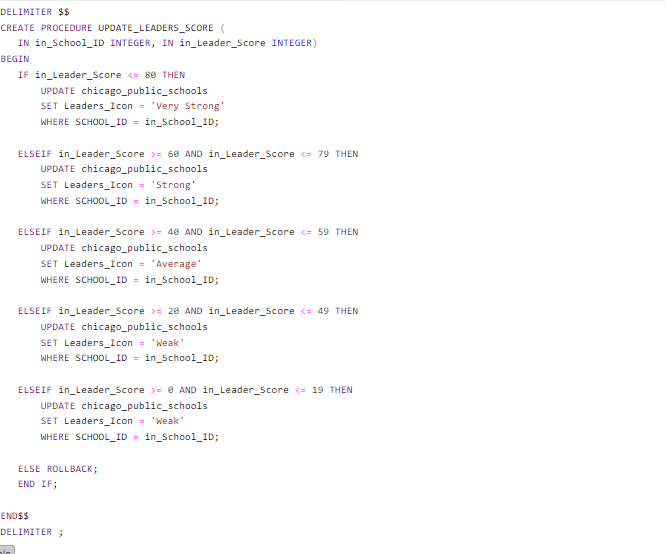 DELIMITER $$
CREATE PROCEDURE UPDATE_LEADERS_SCORE (
IN in_School_ID INTEGER, IN in_Leader_Score INTEGER)
BEGIN
IF in_Leader_Score <= 80 THEN
UPDATE chicago_public_schools
SET Leaders_Icon = 'Very Strong'
WHERE SCHOOL_ID = in_School_ID;
ELSEIF in_Leader_Score >= 60 AND in_Leader_Score <= 79 THEN
UPDATE chicago_public_schools
SET Leaders_Icon = 'Strong'
WHERE SCHOOL_ID = in_School_ID;
ELSEIF in_Leader_Score >= 40 AND in_Leader_Score <= 59 THEN
UPDATE chicago_public_schools
SET Leaders_Icon = 'Average'
WHERE SCHOOL_ID = in_School_ID;
ELSEIF in_Leader_Score >= 20 AND in_Leader_Score <= 49 THEN
UPDATE chicago_public_schools
SET Leaders_Icon = 'Weak'
WHERE SCHOOL_ID = in_School_ID;
ELSEIF in_Leader_Score >= 0 AND in_Leader_Score <= 19 THEN
UPDATE chicago_public_schools
SET Leaders_Icon = 'Weak'
WHERE SCHOOL_ID = in_School_ID;
ELSE ROLLBACK;
END IF;
END$$
DELIMITER ;